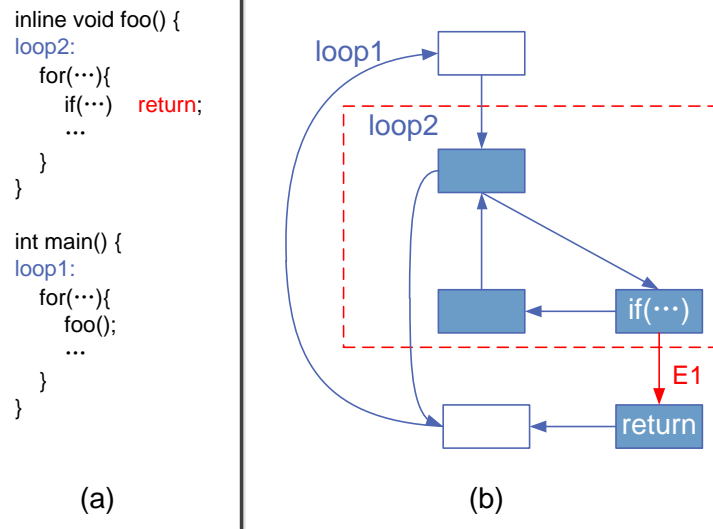 inline void foo() {
loop2:
for(⋯){
if(⋯) return;
⋯
}
}
int main() {
loop1:
for(⋯){
foo();
⋯
}
}
(a)
loop1
loop2
if(⋯)
E1
return
(b)